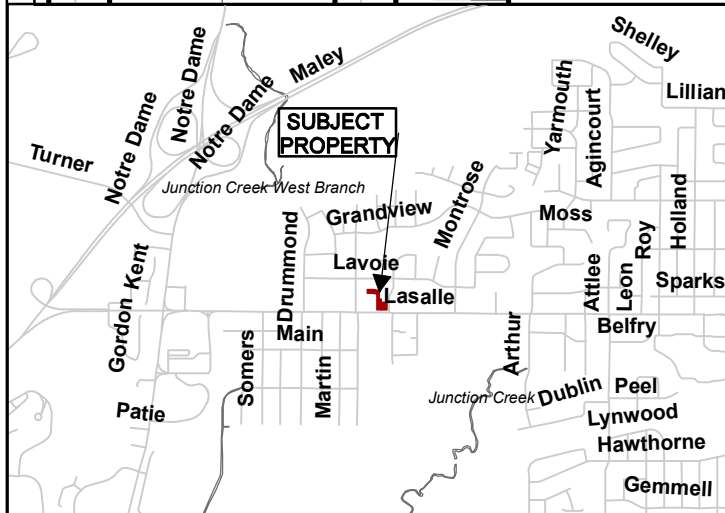 Shelley
Lillian
Maley
Notre Dame
Notre Dame
Notre Dame
Yarmouth
Agincourt
SUBJECT
PROPERTY
Turner
Junction Creek West Branch
Grandview
Montrose
Moss
Holland
Roy
Lavoie
Drummond
Kent
Gordon
Lasalle
Attlee
Leon
Sparks
Belfry
Main
Arthur
Somers
Martin
Patie
Junction Creek
Dublin
Peel
Lynwood
Hawthorne
Gemmell